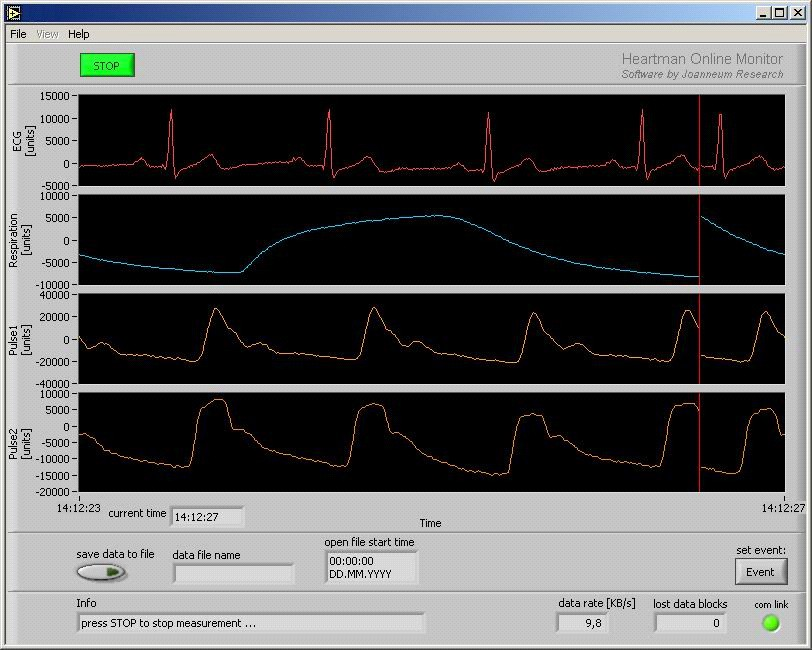 File View Help
STOP
Heartman Online Monitor
Software by Joanneum Research
ECG
[units]
15000
10000
5000
0
-5000
Respiration
[units]
10000
5000
0
-5000
-10000
Pulse1
[units]
40000
20000
0
-20000
-40000
Pulse2
[units]
10000
5000
0
-5000
-10000
-15000
-20000
14:12:23
14:12:27
current time 14:12:27
Time
save data to file
data file name
open file start time
00:00:00
DD.MM.YYYY
set event:
Event
Info
press STOP to stop measurement ...
data rate [KB/s]
9,8
lost data blocks
0
com link